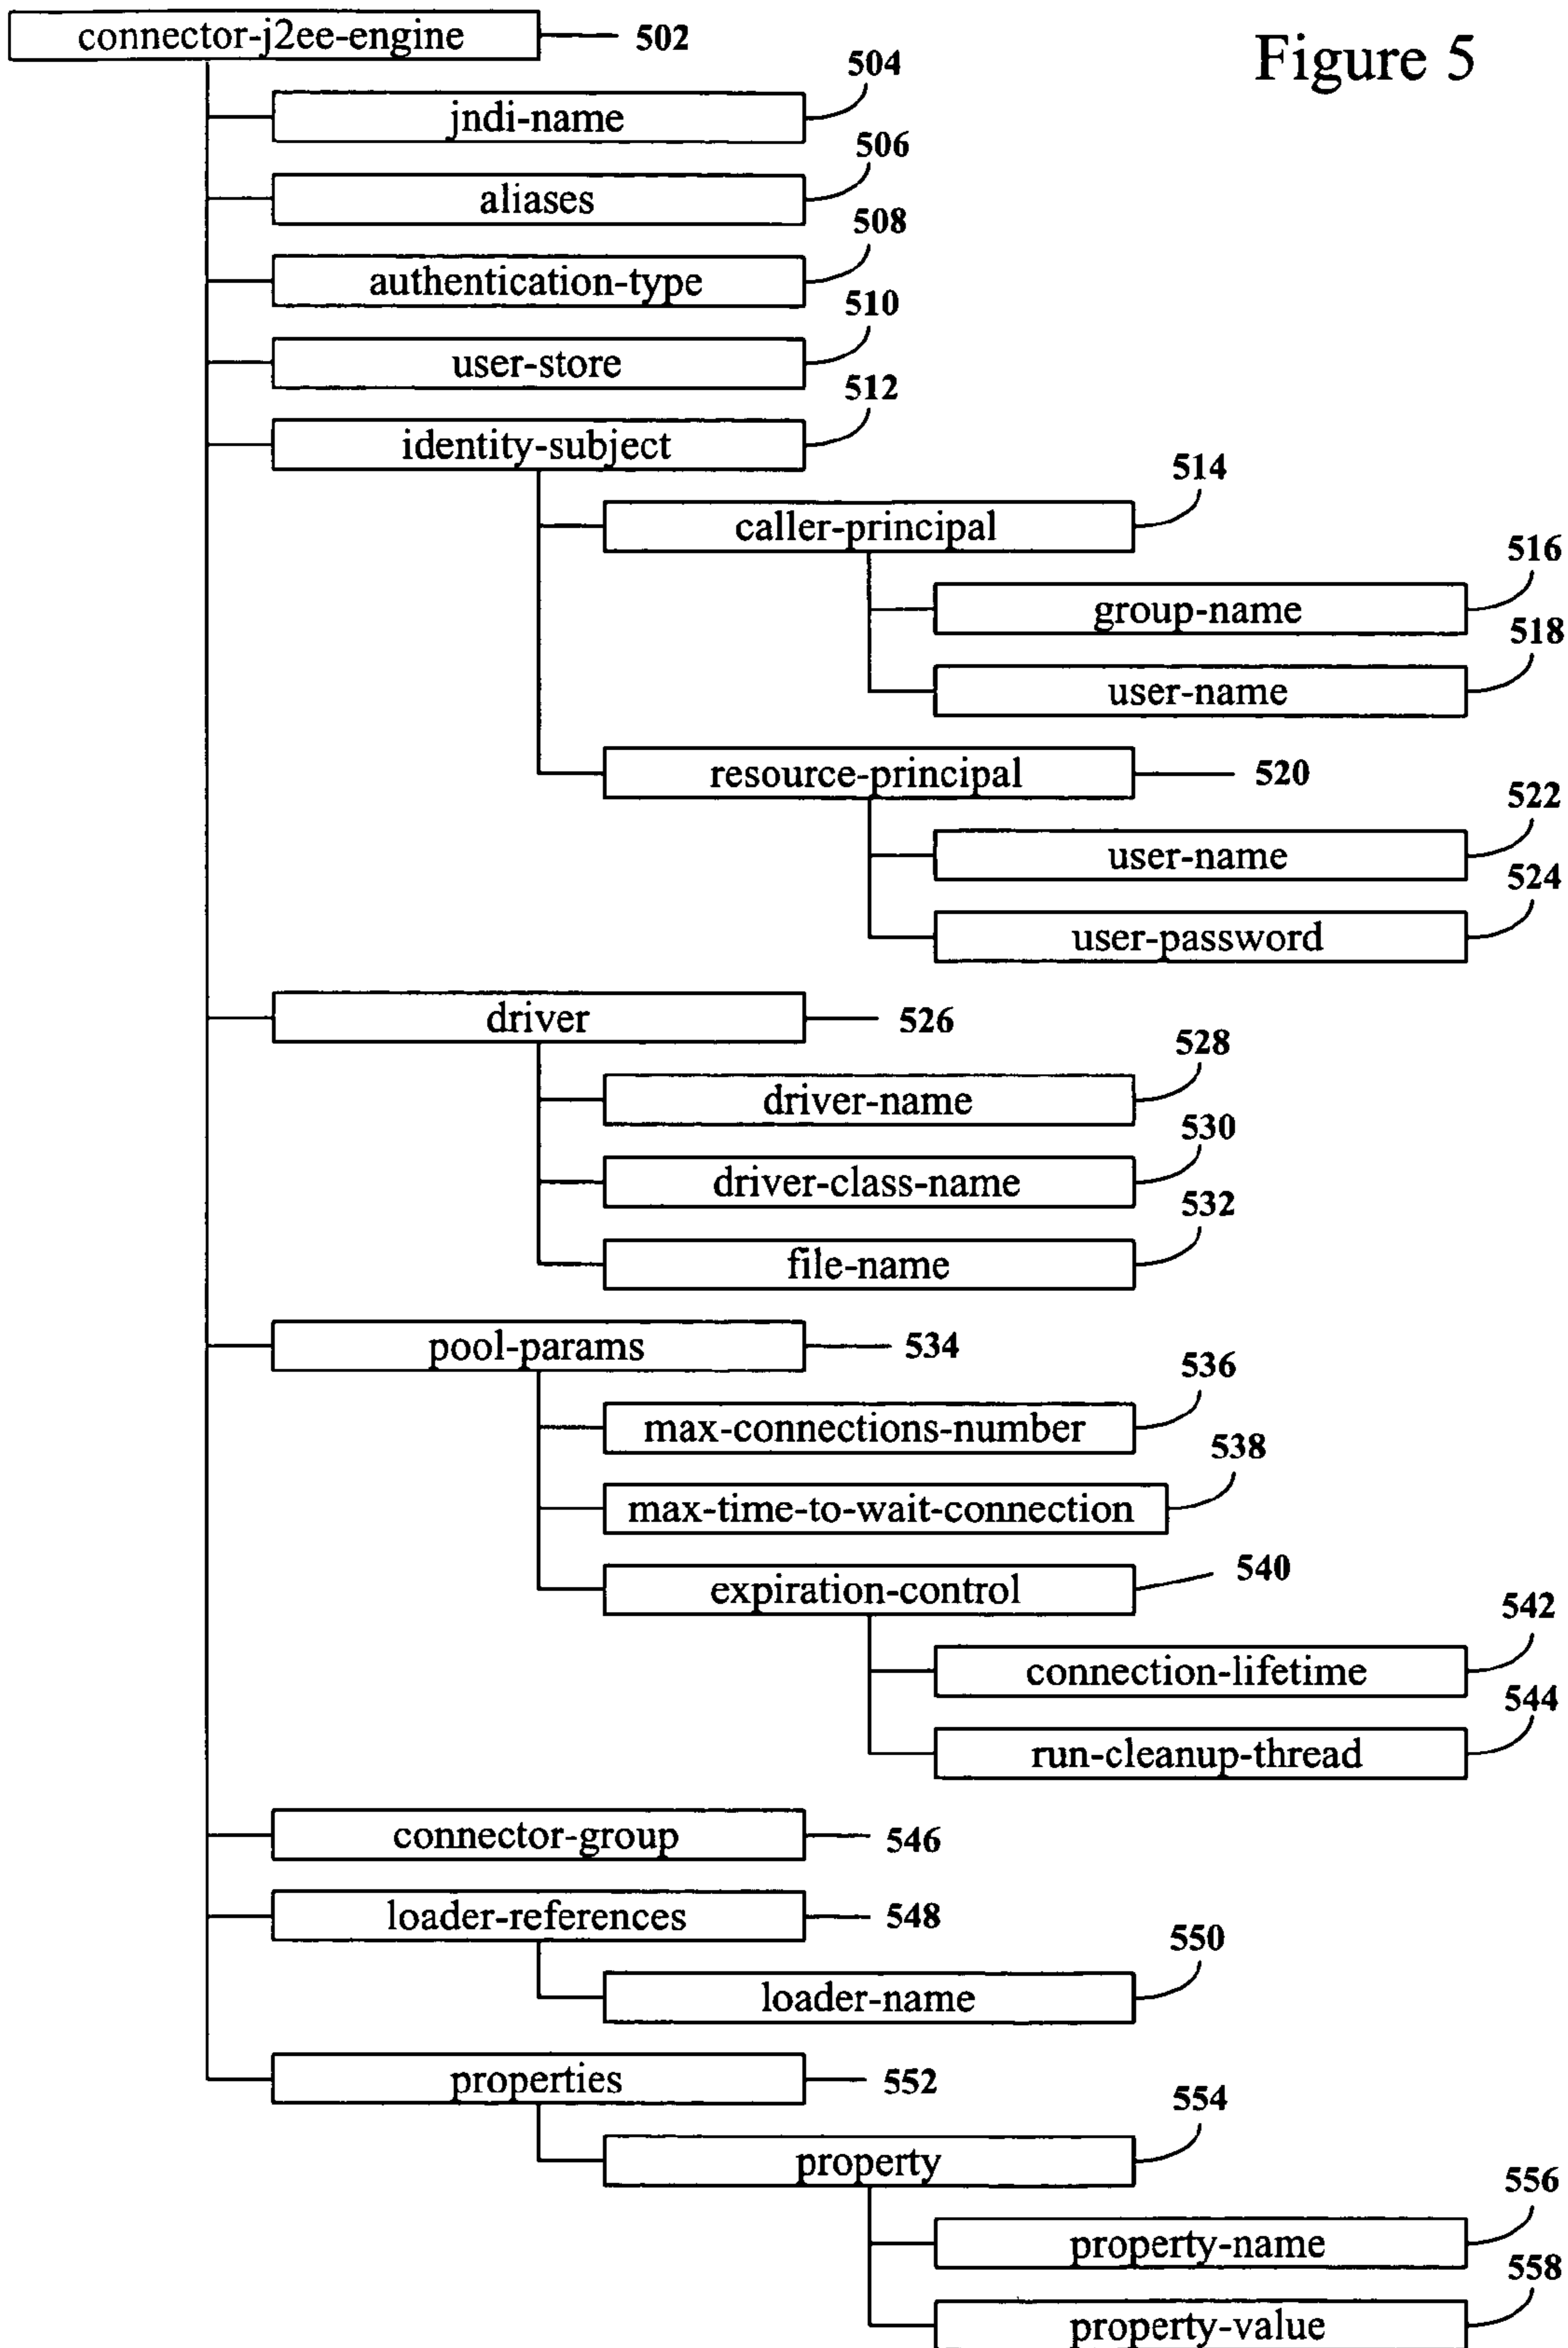 connector-j2ee-engine 502
Figure 5
504
jndi-name
506
aliases
508
authentication-type
510
user-store
512
identity-subject
514
caller-principal
516
group-name
518
user-name
resource-principal 520
522
user-name
524
user-password
driver 526
528
driver-name
530
driver-class-name
532
file-name
pool-params 534
536
max-connections-number
538
max-time-to-wait-connection
expiration-control 540
542
connection-lifetime
544
run-cleanup-thread
connector-group 546
loader-references 548
550
loader-name
properties 552
554
property
556
property-name
558
property-value